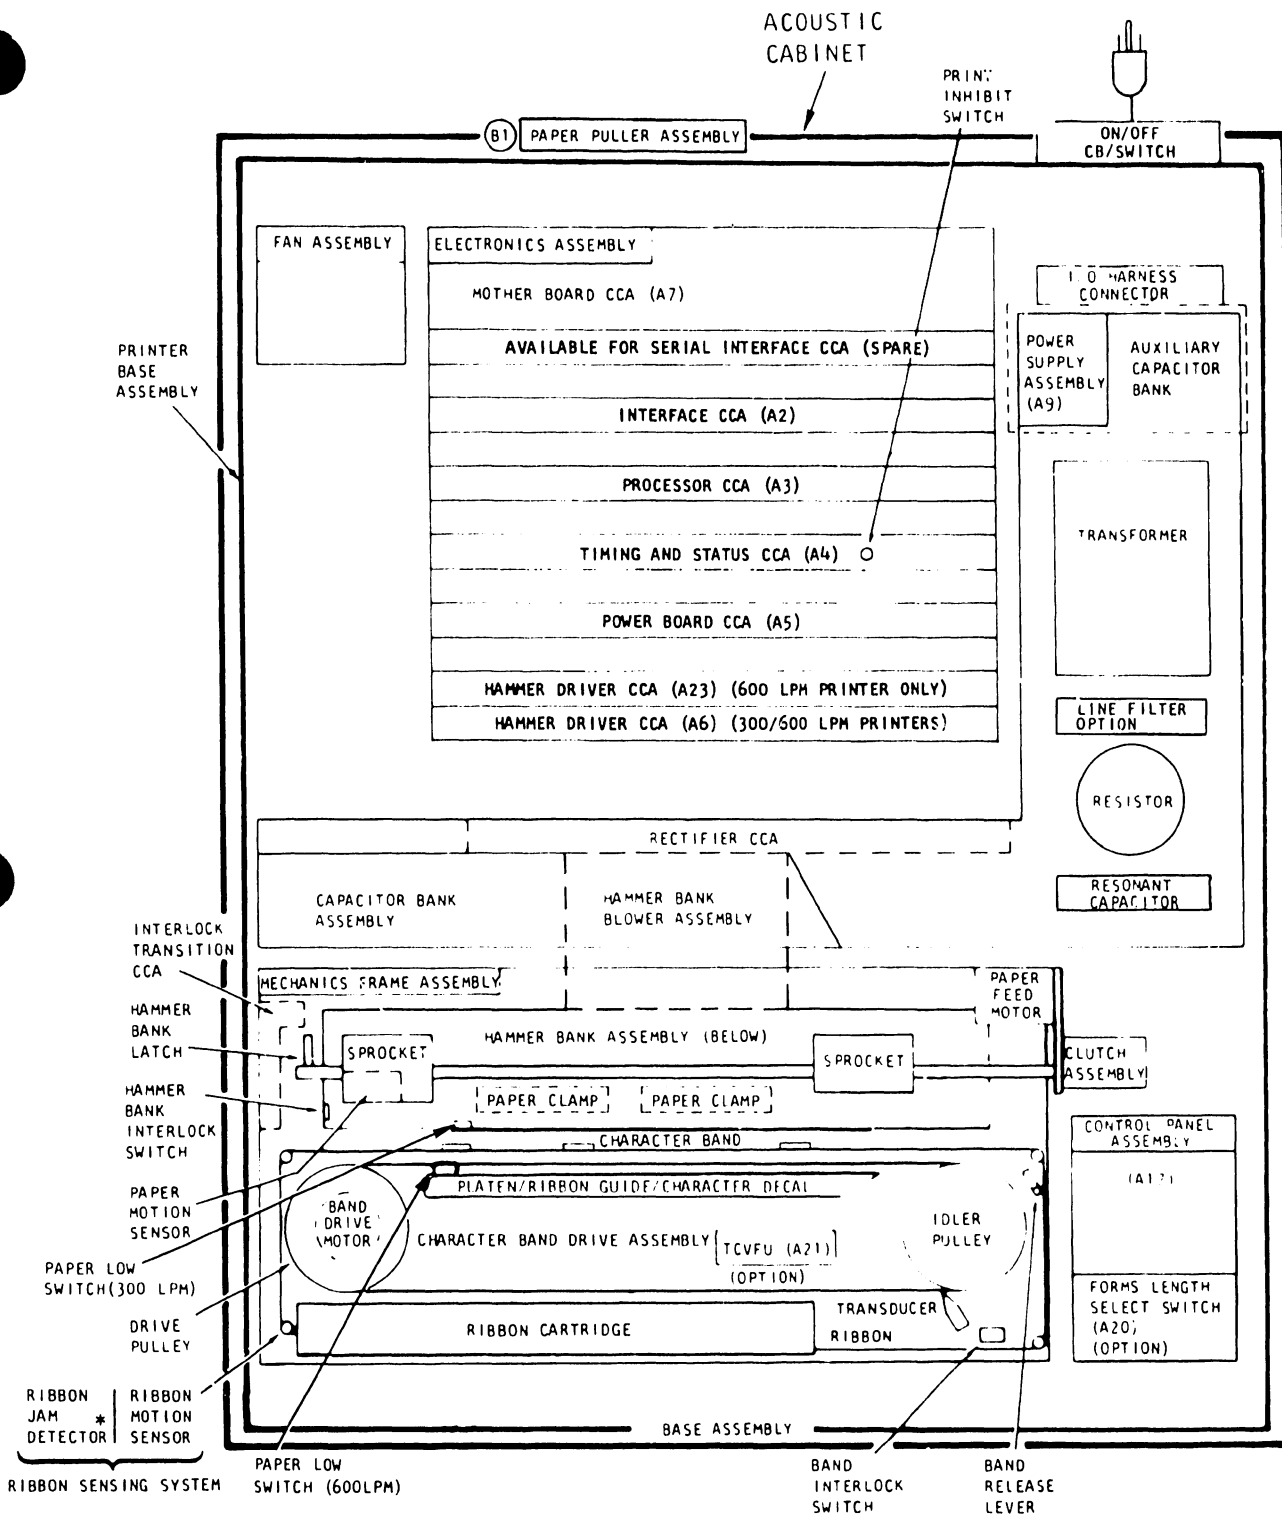 ACOUSTIC
CABINET
PRINT
INHIBIT
SWITCH
B1 PAPER PULLER ASSEMBLY
ON/OFF
CB/SWITCH
FAN ASSEMBLY
ELECTRONICS ASSEMBLY
MOTHER BOARD CCA (A7)
HARNESS
CONNECTOR
PRINTER
BASE
ASSEMBLY
AVAILABLE FOR SERIAL INTERFACE CCA (SPARE)
POWER
SUPPLY
ASSEMBLY
(A9)
AUXILIARY
CAPACITOR
BANK
INTERFACE CCA (A2)
PROCESSOR CCA (A3)
TIMING AND STATUS CCA (A4)
TRANSFORMER
POWER BOARD CCA (A5)
HAMMER DRIVER CCA (A23) (600 LPM PRINTER ONLY)
HAMMER DRIVER CCA (A6) (300/600 LPM PRINTERS)
LINE FILTER
OPTION
RESISTOR
RECTIFIER CCA
CAPACITOR BANK
ASSEMBLY
HAMMER BANK
BLOWER ASSEMBLY
RESONANT
CAPACITOR
INTERLOCK
TRANSITION
CCA
MECHANICS FRAME ASSEMBLY
PAPER
FEED
MOTOR
HAMMER
BANK
LATCH
HAMMER BANK ASSEMBLY (BELOW)
SPROCKET
SPROCKET
CLUTCH
ASSEMBLY
HAMMER
BANK
INTERLOCK
SWITCH
PAPER CLAMP
PAPER CLAMP
CHARACTER BAND
CONTROL PANEL
ASSEMBLY
PLATEN/RIBBON GUIDE/CHARACTER DECAL
PAPER
MOTION
SENSOR
BAND
DRIVE
MOTOR
CHARACTER BAND DRIVE ASSEMBLY
TCVFU (A21)
(OPTION)
IDLER
PULLEY
PAPER LOW
SWITCH(300 LPM)
DRIVE
PULLEY
RIBBON CARTRIDGE
TRANSDUCER
RIBBON
FORMS LENGTH
SELECT SWITCH
(A20)
(OPTION)
RIBBON
JAM *
DETECTOR
RIBBON
MOTION
SENSOR
RIBBON SENSING SYSTEM
BASE ASSEMBLY
PAPER LOW
SWITCH (600LPM)
BAND
INTERLOCK
SWITCH
BAND
RELEASE
LEVER